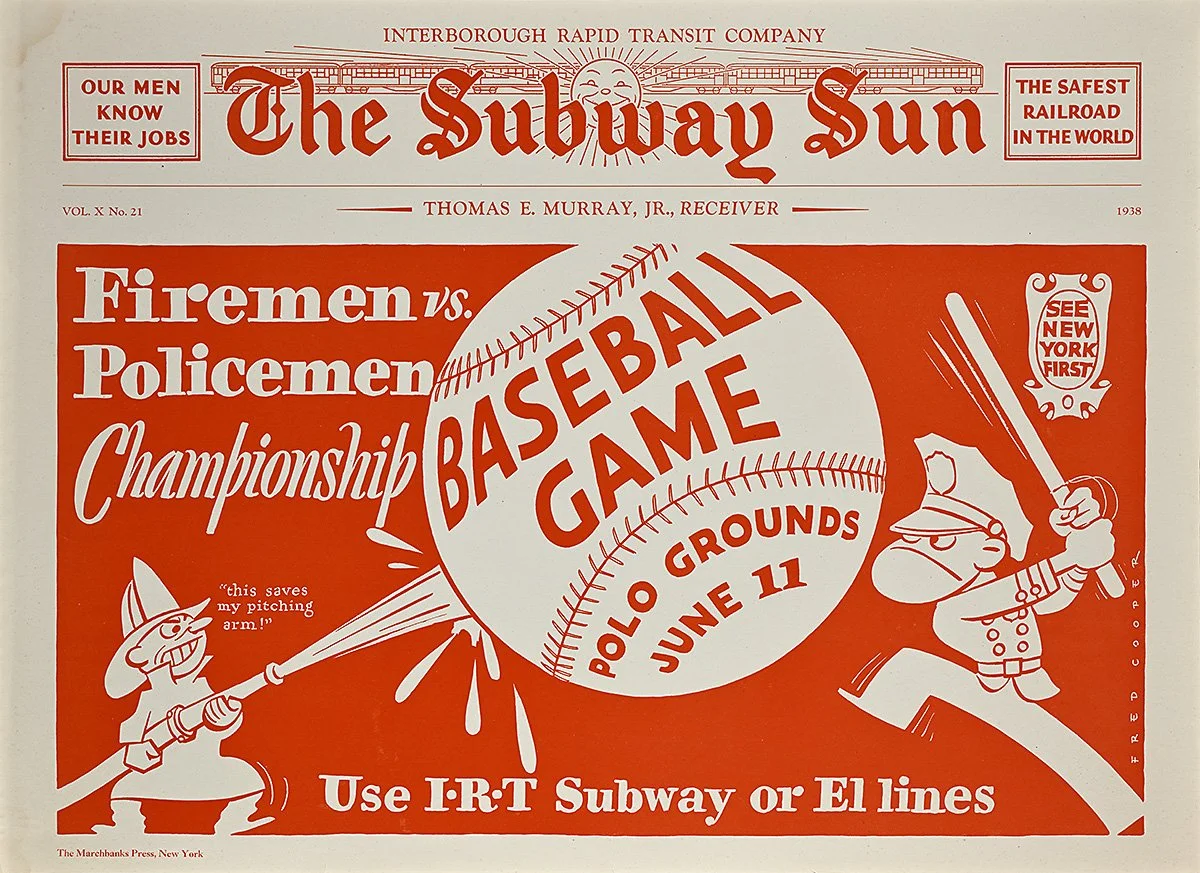 INTERBOROUGH RAPID TRANSIT COMPANY
OUR MEN
KNOW
THEIR JOBS
The Subway Sun
THE SAFEST
RAILROAD
IN THE WORLD
VOL. X No. 21
THOMAS E. MURRAY, JR., RECEIVER
1938
Firemen vs.
Policemen
Championship
BASEBALL
GAME
POLO GROUNDS
JUNE 11
SEE
NEW
YORK
FIRST
"this saves
my pitching
arm!"
FRED COOPER
Use I·R·T Subway or El lines
The Marchbanks Press, New York